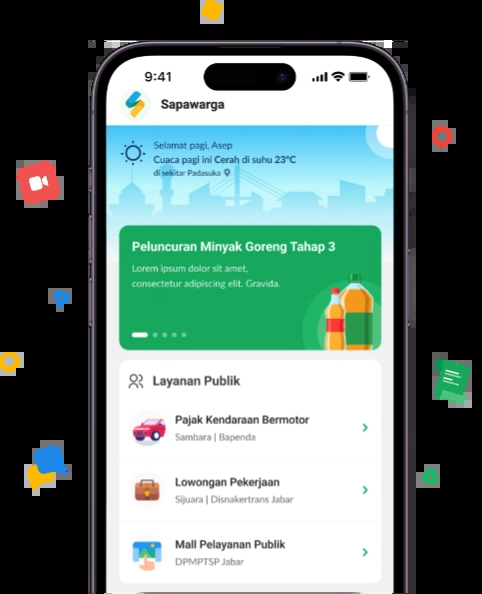 9:41
Sapawarga
Selamat pagi, Asep
Cuaca pagi ini Cerah di suhu 23°C
di sekitar Padasuka
Peluncuran Minyak Goreng Tahap 3
Lorem ipsum dolor sit amet,
consectetur adipiscing elit. Gravida.
Layanan Publik
Pajak Kendaraan Bermotor
Sambara | Bapenda
Lowongan Pekerjaan
Sijuara | Disnakertrans Jabar
Mall Pelayanan Publik
DPMPTSP Jabar